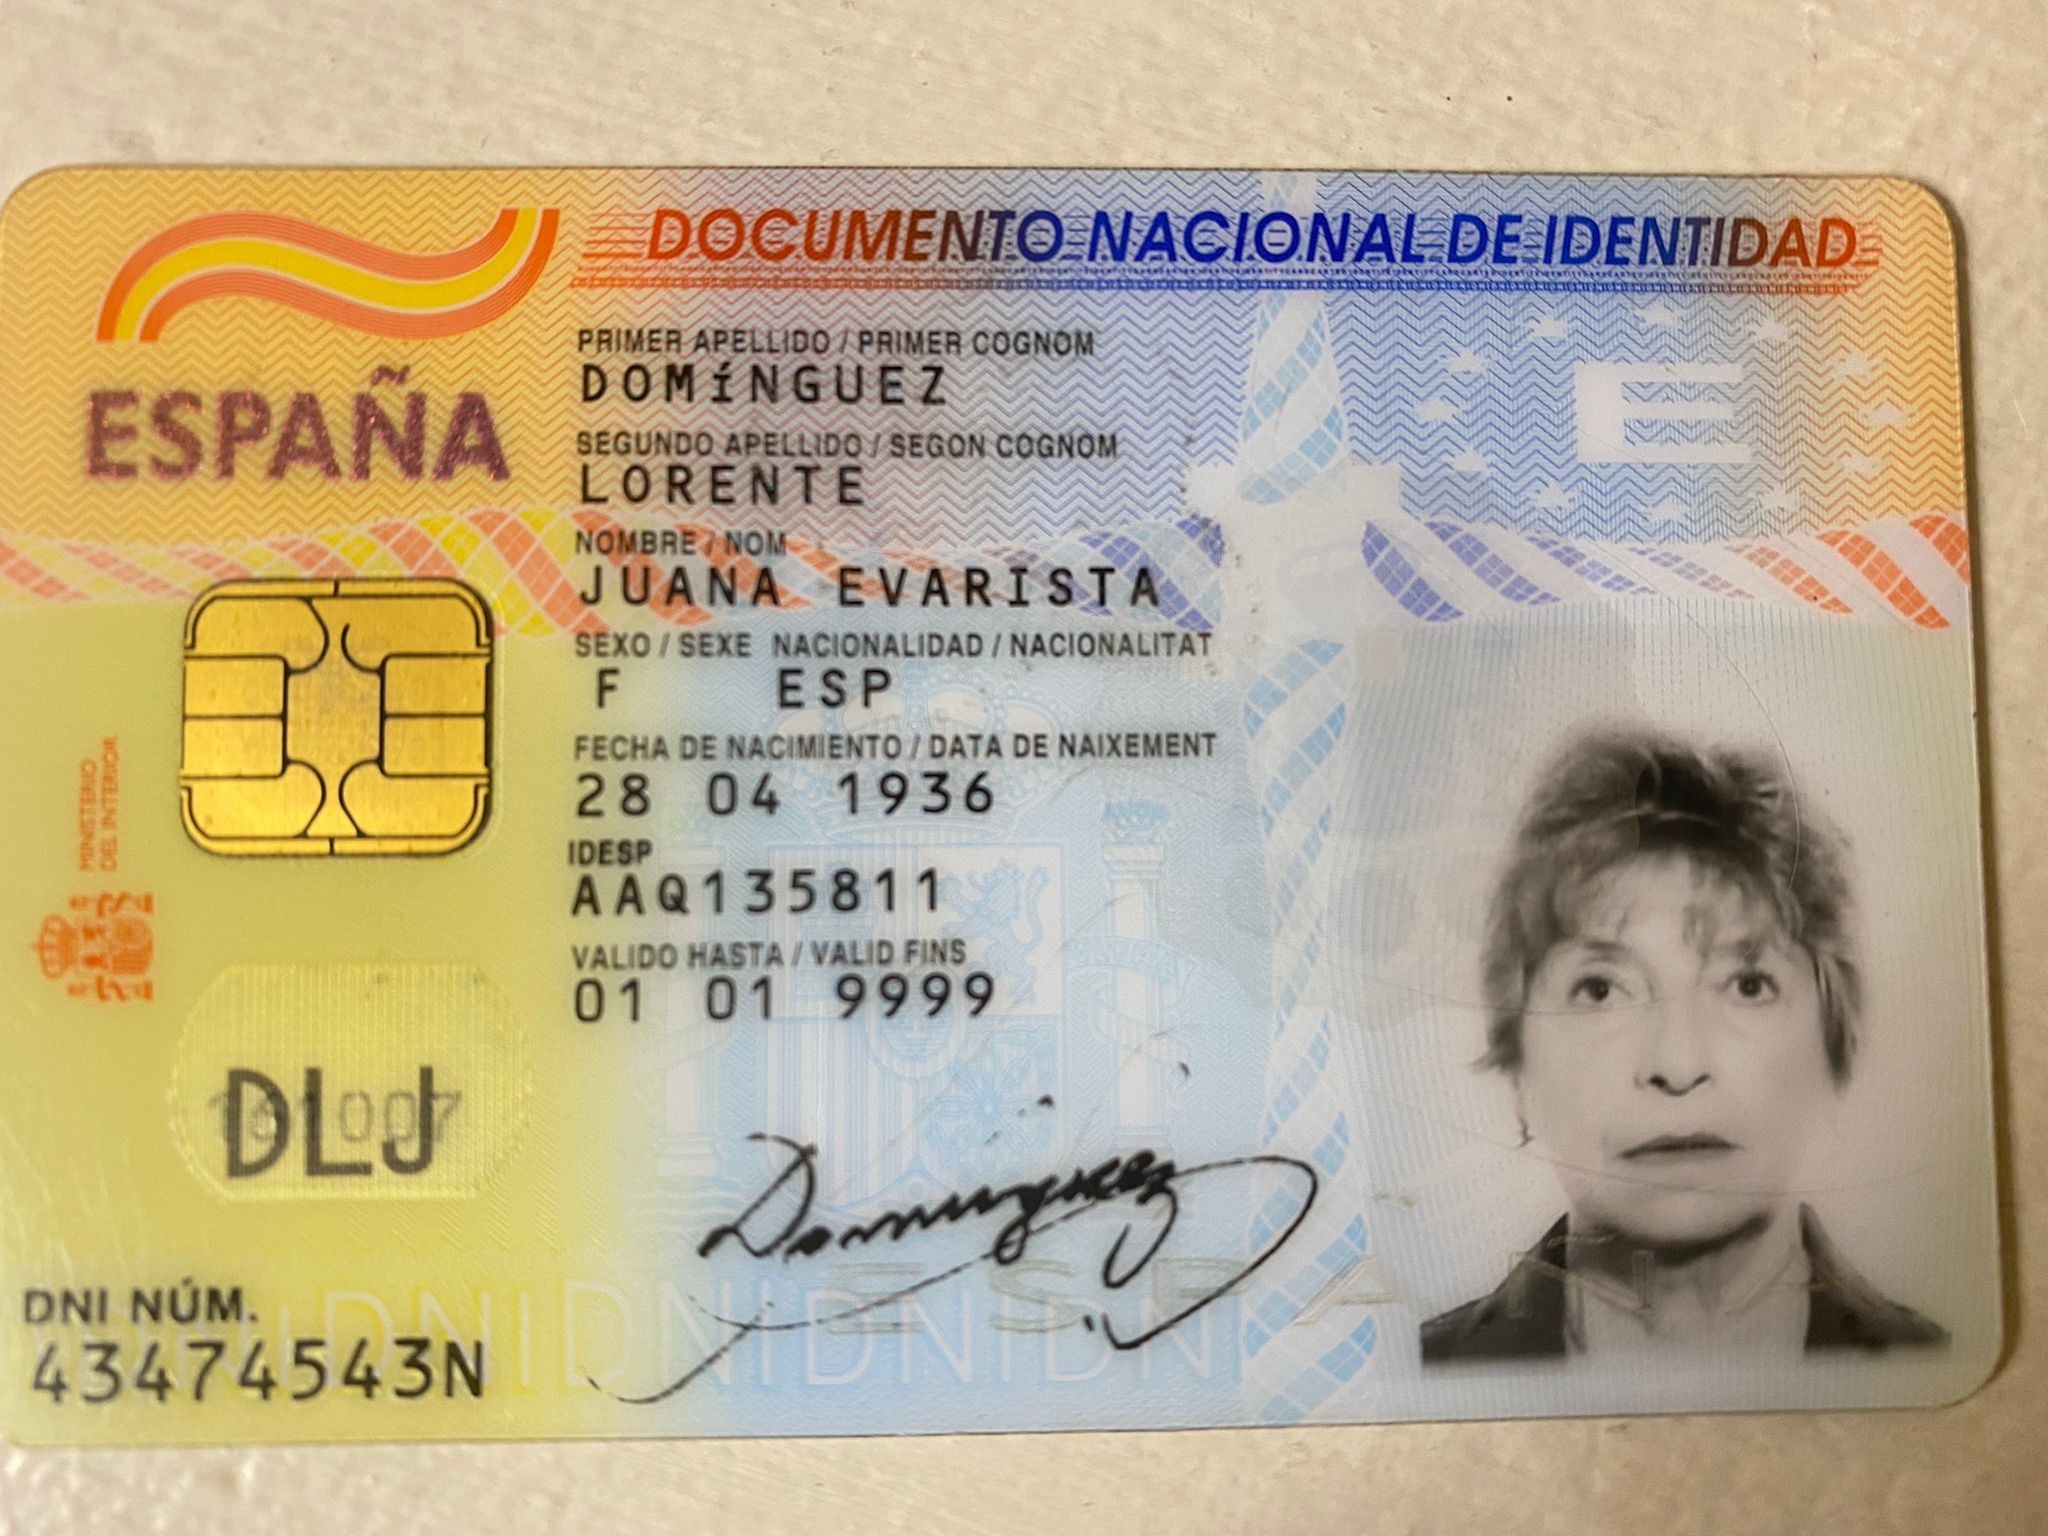 DOCUMENTO NACIONAL DE IDENTIDAD
ESPAÑA
PRIMER APELLIDO / PRIMER COGNOM
DOMíNGUEZ
SEGUNDO APELLIDO / SEGON COGNOM
LORENTE
NOMBRE / NOM
JUANA EVARISTA
SEXO / SEXE NACIONALIDAD / NACIONALITAT
F ESP
FECHA DE NACIMIENTO / DATA DE NAIXEMENT
28 04 1936
IDESP
AAQ135811
VALIDO HASTA / VALID FINS
01 01 9999
MINISTERIO
DEL INTERIOR
DLJ
Dominguez
ESPAÑA
DNI NÚM.
43474543N